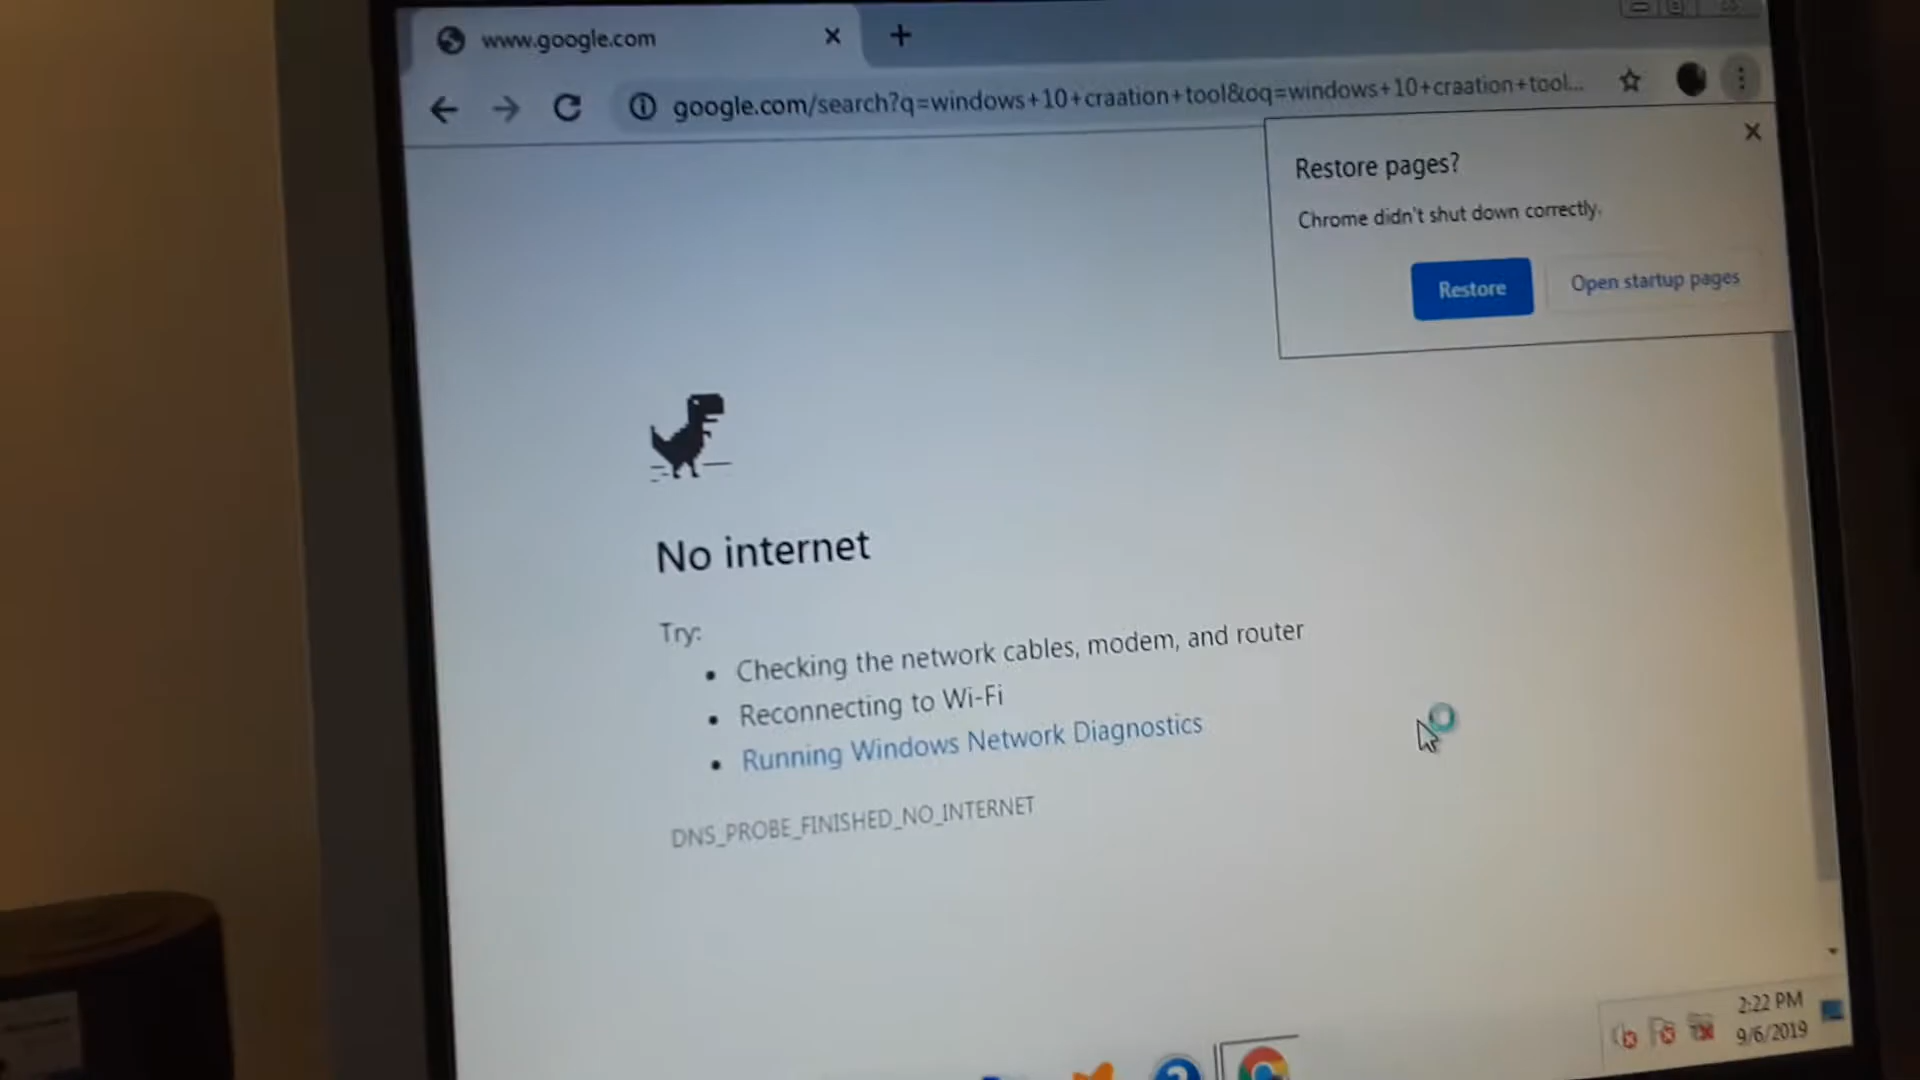 www.google.com
google.com/search?q=windows+10+craation+tool&oq=windows+10+craation+tool...
Restore pages?
Chrome didn't shut down correctly.
Restore
Open startup pages
No internet
Try:
• Checking the network cables, modem, and router
• Reconnecting to Wi-Fi
• Running Windows Network Diagnostics
DNS_PROBE_FINISHED_NO_INTERNET
2:22 PM
9/6/2019